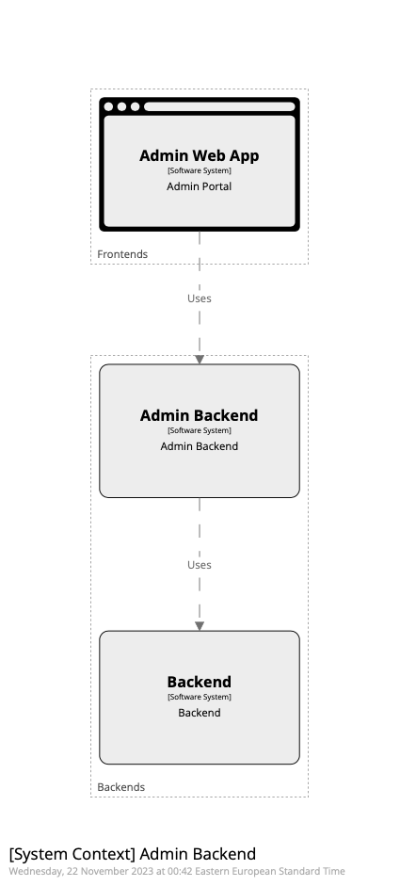 Admin Web App
[Software System]
Admin Portal
Frontends
Uses
Admin Backend
[Software System]
Admin Backend
Uses
Backend
[Software System]
Backend
Backends
[System Context] Admin Backend
Wednesday, 22 November 2023 at 00:42 Eastern European Standard Time